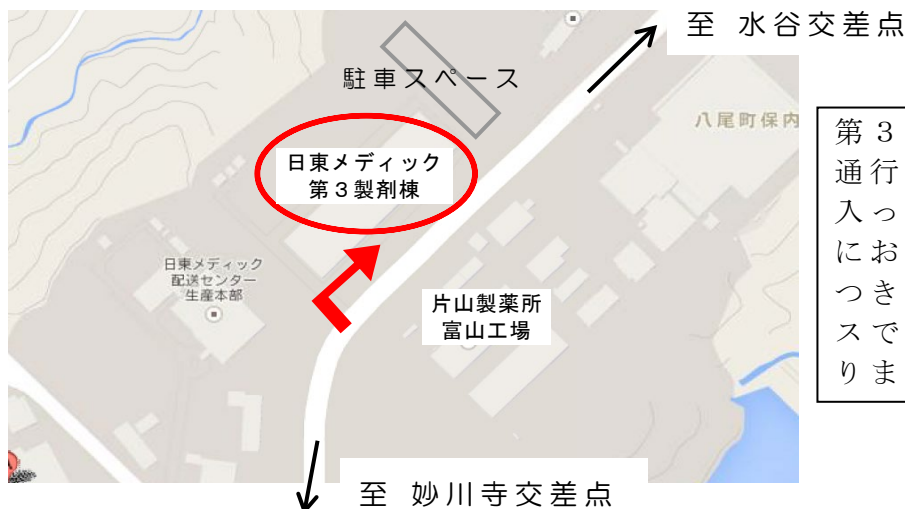 至 水谷交差点
駐車スペース
八尾町保内
日東メディック
第３製剤棟
日東メディック
配送センター
生産本部
片山製薬所
富山工場
至 妙川寺交差点
第３
通行
入っ
にお
つき
スで
りま